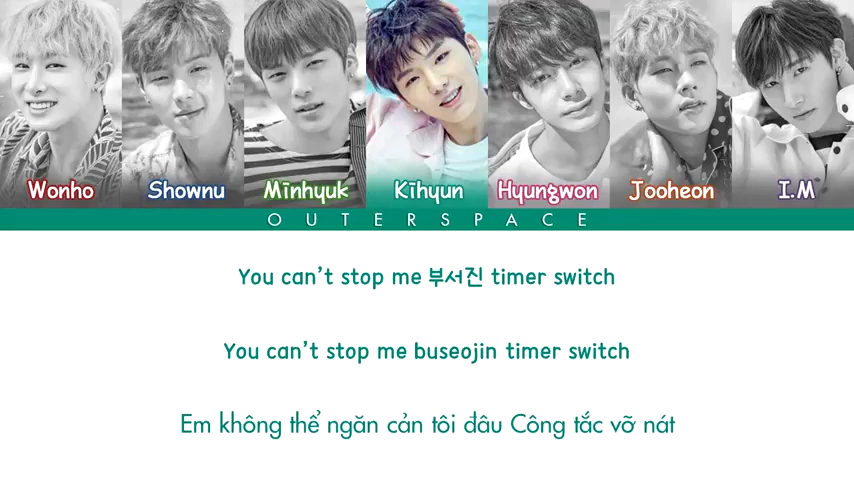 Wonho Shownu Minhyuk Kihyun Hyungwon Jooheon I.M
OUTERSPACE
You can't stop me 부서진 timer switch
You can't stop me buseojin timer switch
Em không thể ngăn cản tôi đâu Công tắc vỡ nát